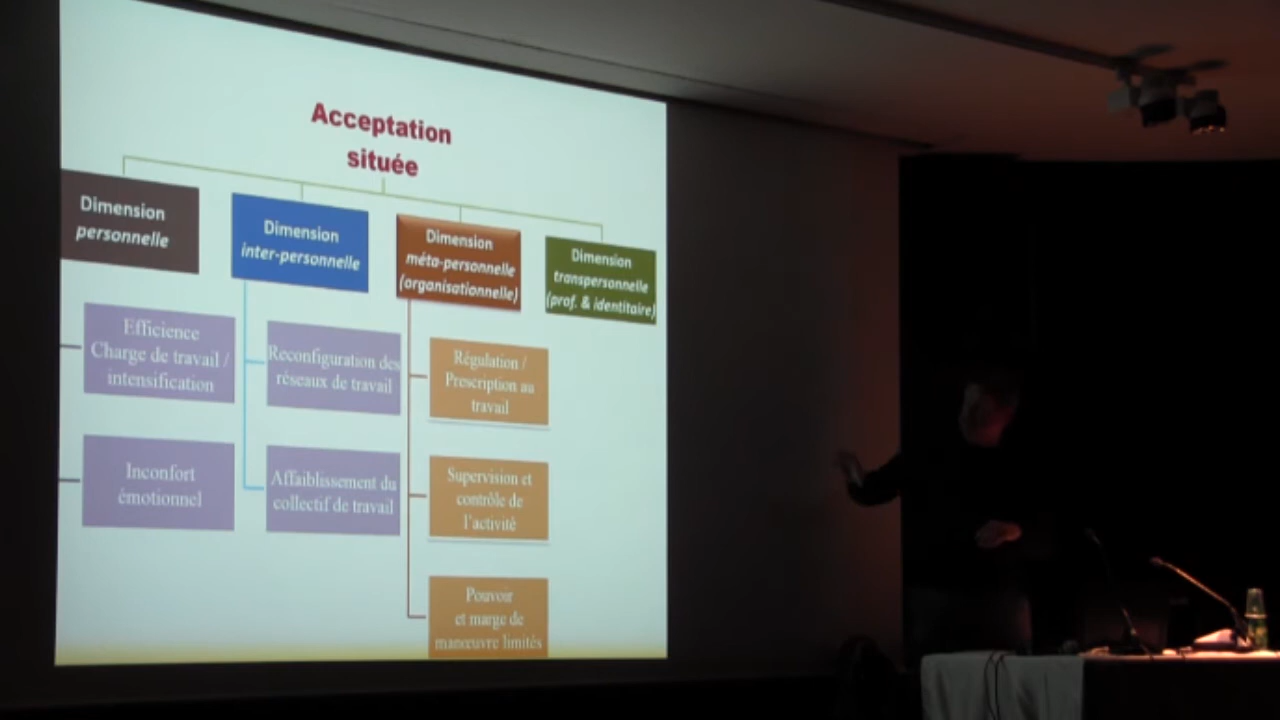 Acceptation
située
Dimension
personnelle
Dimension
inter-personnelle
Dimension
méta-personnelle
(organisationnelle)
Dimension
transpersonnelle
(prof. & identitaire)
Efficience
Charge de travail /
intensification
Inconfort
émotionnel
Reconfiguration des
réseaux de travail
Affaiblissement du
collectif de travail
Régulation /
Prescription au
travail
Supervision et
contrôle de
l'activité
Pouvoir
et marge de
manœuvre limités